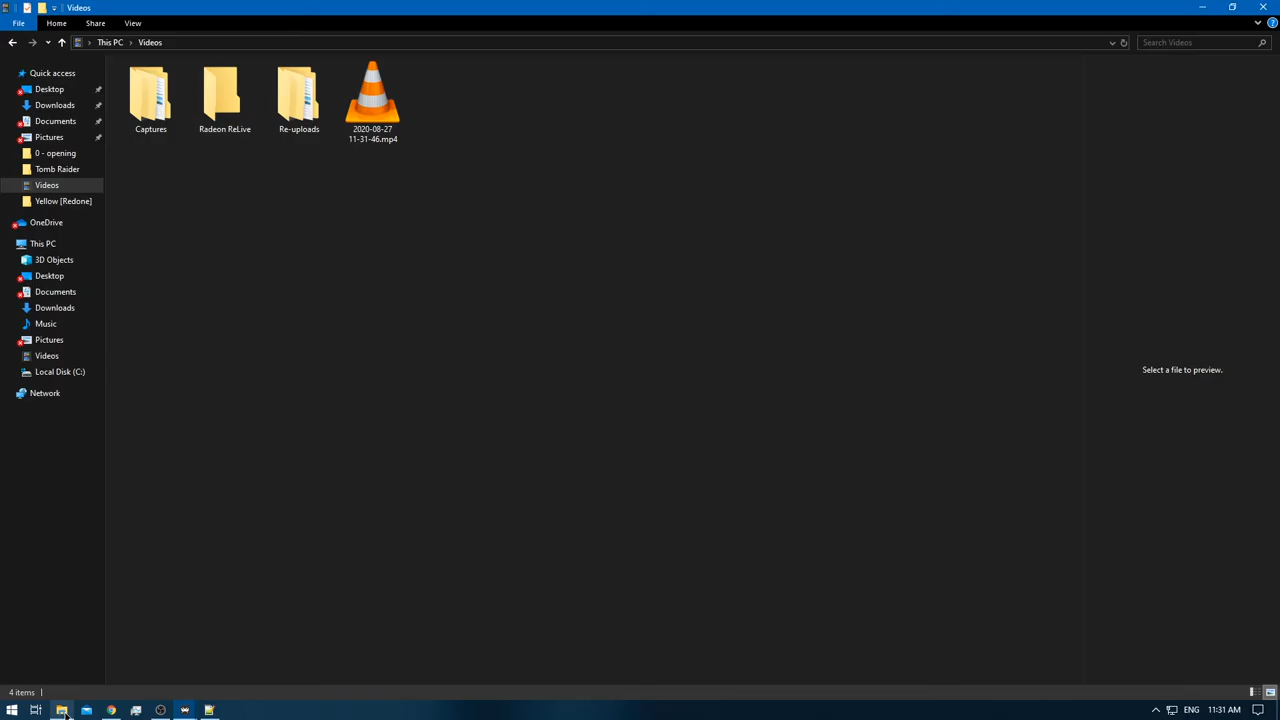 Videos
File Home Share View
This PC Videos
Search Videos
Quick access
Desktop
Downloads
Documents
Pictures
0 - opening
Tomb Raider
Videos
Yellow [Redone]
OneDrive
This PC
3D Objects
Desktop
Documents
Downloads
Music
Pictures
Videos
Local Disk (C:)
Network
Captures
Radeon ReLive
Re-uploads
2020-08-27
11-31-46.mp4
Select a file to preview.
4 items
ENG 11:31 AM